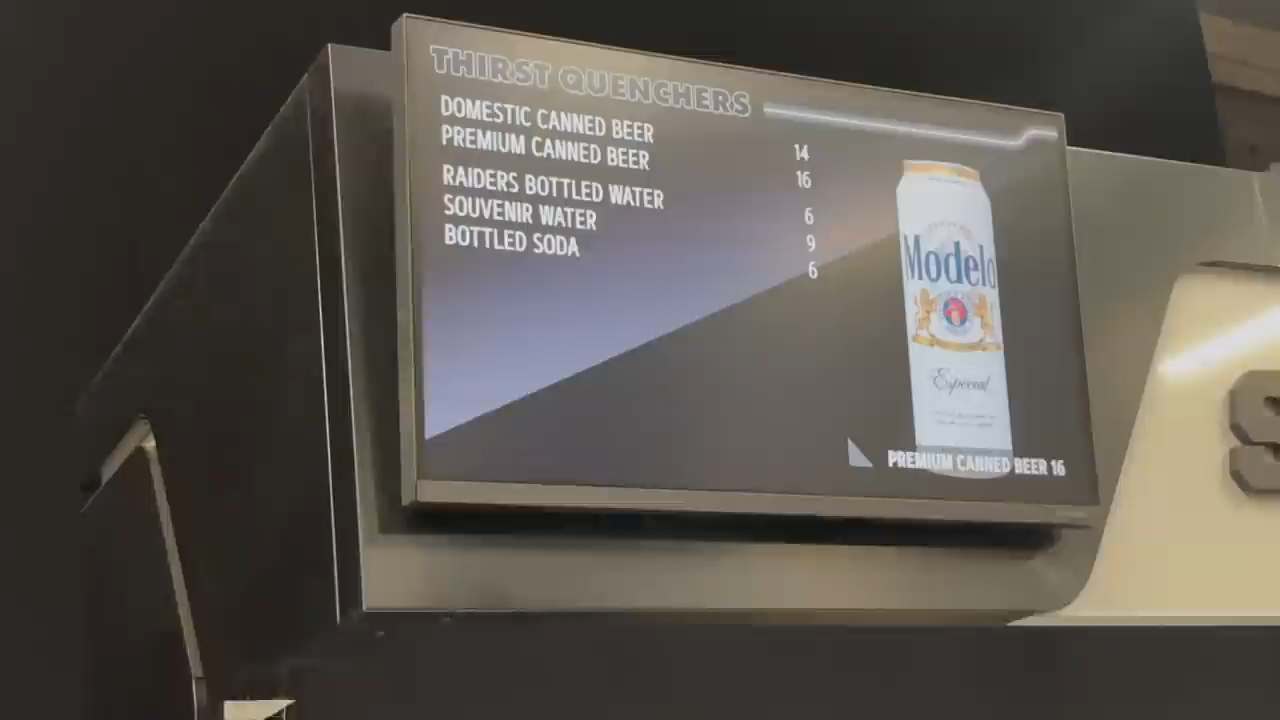 THIRST QUENCHERS
DOMESTIC CANNED BEER 14
PREMIUM CANNED BEER 16
RAIDERS BOTTLED WATER 6
SOUVENIR WATER 9
BOTTLED SODA 6
Modelo
Especial
PREMIUM CANNED BEER 16
S